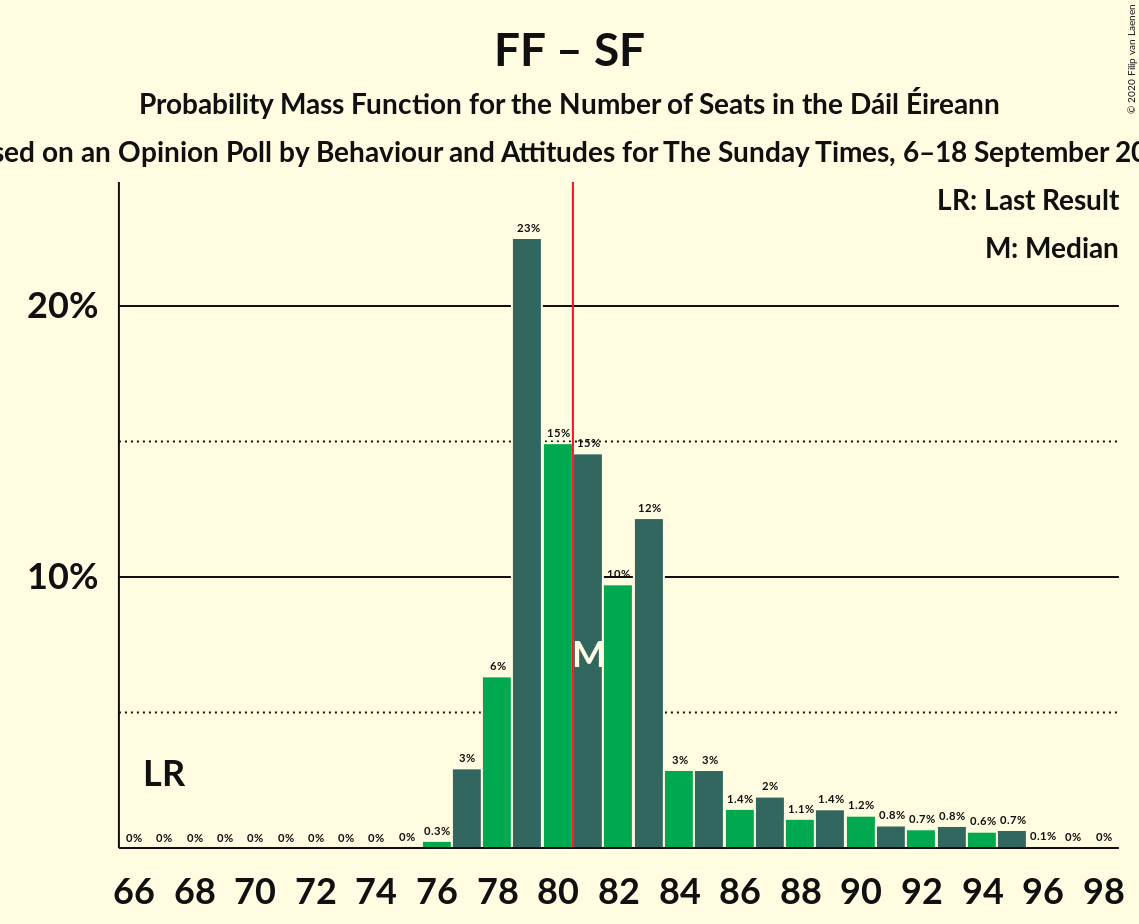 FF – SF
Probability Mass Function for the Number of Seats in the Dáil Éireann
on an Opinion Poll by Behaviour and Attitudes for The Sunday Times, 6–18 September
© 2020 Filip van Laenen
LR: Last Result
M: Median
20%
10%
LR
M
0% 0% 0% 0% 0% 0% 0% 0% 0% 0% 0.3% 3% 6% 23% 15% 15% 10% 12% 3% 3% 1.4% 2% 1.1% 1.4% 1.2% 0.8% 0.7% 0.8% 0.6% 0.7% 0.1% 0% 0%
66 68 70 72 74 76 78 80 82 84 86 88 90 92 94 96 98